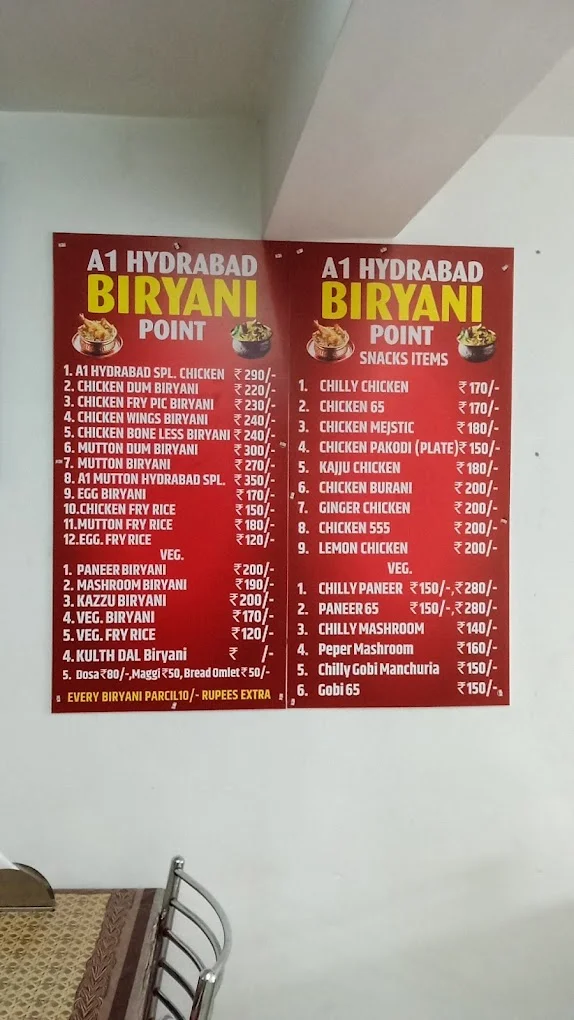 A1 HYDRABAD
BIRYANI
POINT
1. A1 HYDRABAD SPL. CHICKEN ₹ 290/-
2. CHICKEN DUM BIRYANI ₹ 220/-
3. CHICKEN FRY PIC BIRYANI ₹ 230/-
4. CHICKEN WINGS BIRYANI ₹ 240/-
5. CHICKEN BONE LESS BIRYANI ₹ 240/-
6. MUTTON DUM BIRYANI ₹ 300/-
7. MUTTON BIRYANI ₹ 270/-
8. A1 MUTTON HYDRABAD SPL. ₹ 350/-
9. EGG BIRYANI ₹ 170/-
10.CHICKEN FRY RICE ₹ 150/-
11.MUTTON FRY RICE ₹ 180/-
12.EGG. FRY RICE ₹ 120/-
VEG.
1. PANEER BIRYANI ₹200/-
2. MASHROOM BIRYANI ₹190/-
3. KAZZU BIRYANI ₹ 200/-
4. VEG. BIRYANI ₹170/-
5. VEG. FRY RICE ₹120/-
4. KULTH DAL Biryani ₹ /-
5. Dosa ₹80/-,Maggi ₹50, Bread Omlet ₹50/-
EVERY BIRYANI PARCIL10/- RUPEES EXTRA
A1 HYDRABAD
BIRYANI
POINT
SNACKS ITEMS
1. CHILLY CHICKEN ₹ 170/-
2. CHICKEN 65 ₹ 170/-
3. CHICKEN MEJSTIC ₹ 180/-
4. CHICKEN PAKODI (PLATE) ₹ 150/-
5. KAJJU CHICKEN ₹ 180/-
6. CHICKEN BURANI ₹ 200/-
7. GINGER CHICKEN ₹ 200/-
8. CHICKEN 555 ₹ 200/-
9. LEMON CHICKEN ₹ 200/-
VEG.
1. CHILLY PANEER ₹150/-,₹280/-
2. PANEER 65 ₹150/-,₹280/-
3. CHILLY MASHROOM ₹140/-
4. Peper Mashroom ₹160/-
5. Chilly Gobi Manchuria ₹150/-
6. Gobi 65 ₹150/-